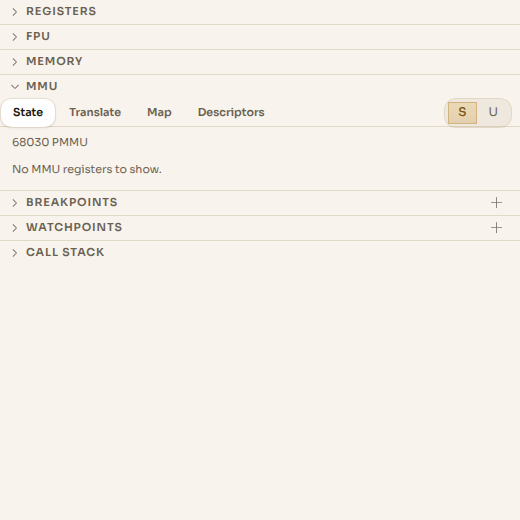 REGISTERS
FPU
MEMORY
MMU
State Translate Map Descriptors S U
68030 PMMU
No MMU registers to show.
BREAKPOINTS
WATCHPOINTS
CALL STACK